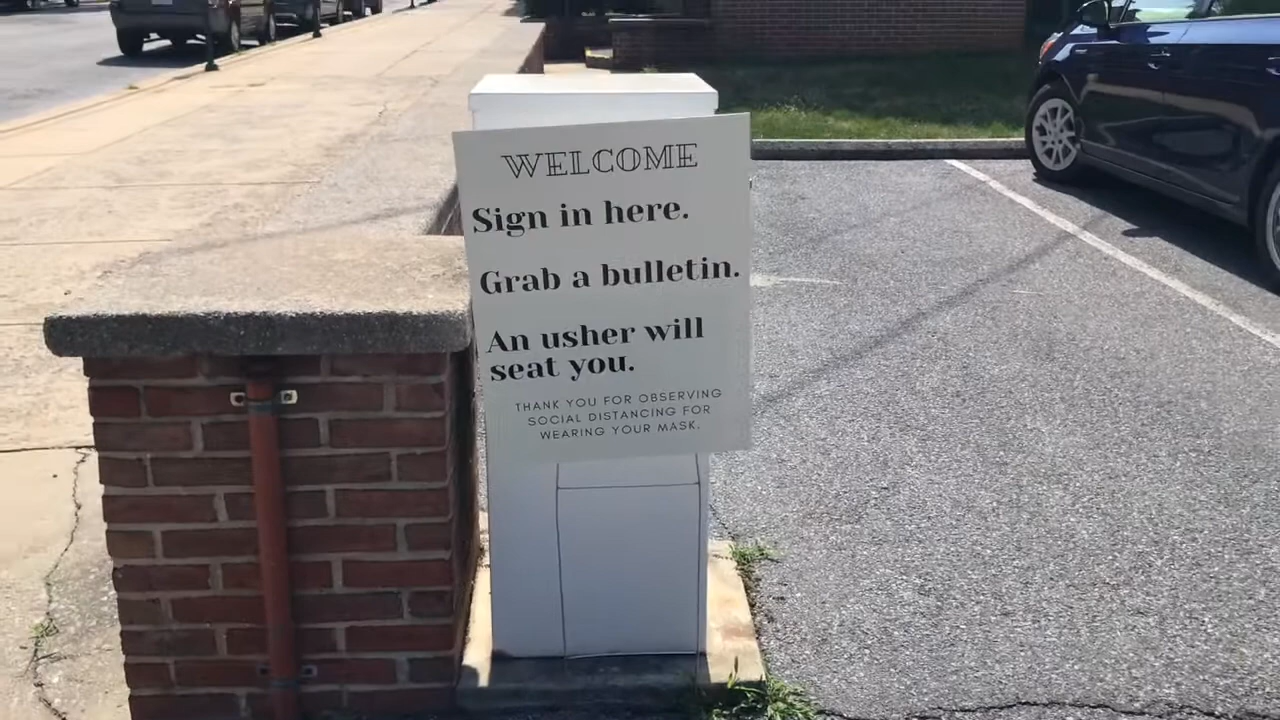 WELCOME
Sign in here.
Grab a bulletin.
An usher will
seat you.
THANK YOU FOR OBSERVING
SOCIAL DISTANCING FOR
WEARING YOUR MASK.